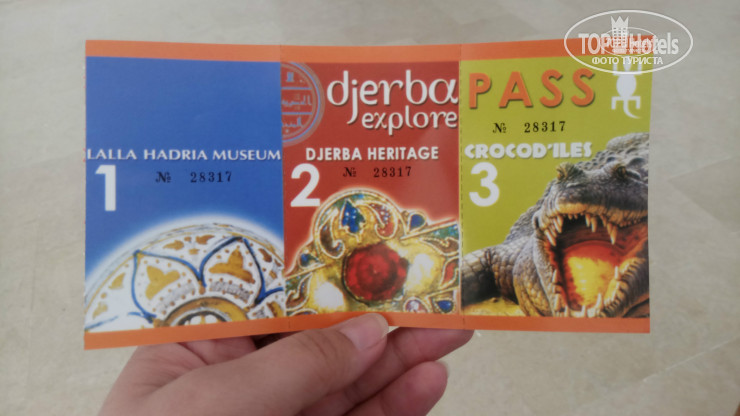 TOP Hotels
ФОТО ТУРИСТА
LALLA HADRIA MUSEUM
1
№ 28317
djerba
explore
DJERBA HERITAGE
2
№ 28317
PASS
№ 28317
CROCOD'ILES
3